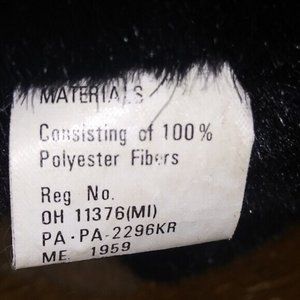 MATERIALS
Consisting of 100%
Polyester Fibers
Reg No.
OH 11376(MI)
PA·PA-2296KR
ME. 1959